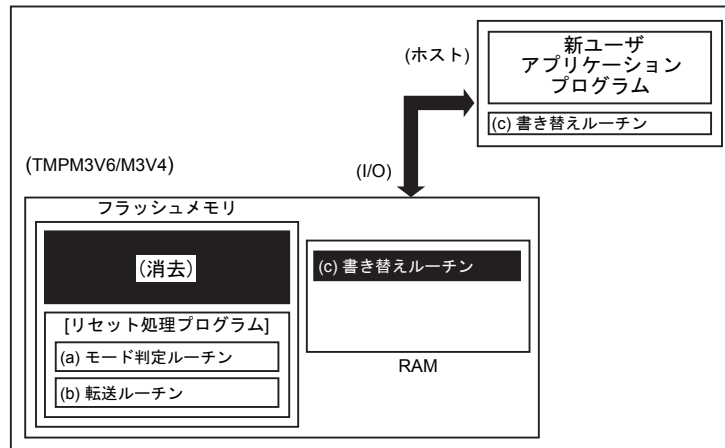 (ホスト)
新ユーザ
アプリケーション
プログラム
(c) 書き替えルーチン
(TMPM3V6/M3V4)
(I/O)
フラッシュメモリ
(消去)
(c) 書き替えルーチン
[リセット処理プログラム]
(a) モード判定ルーチン
(b) 転送ルーチン
RAM